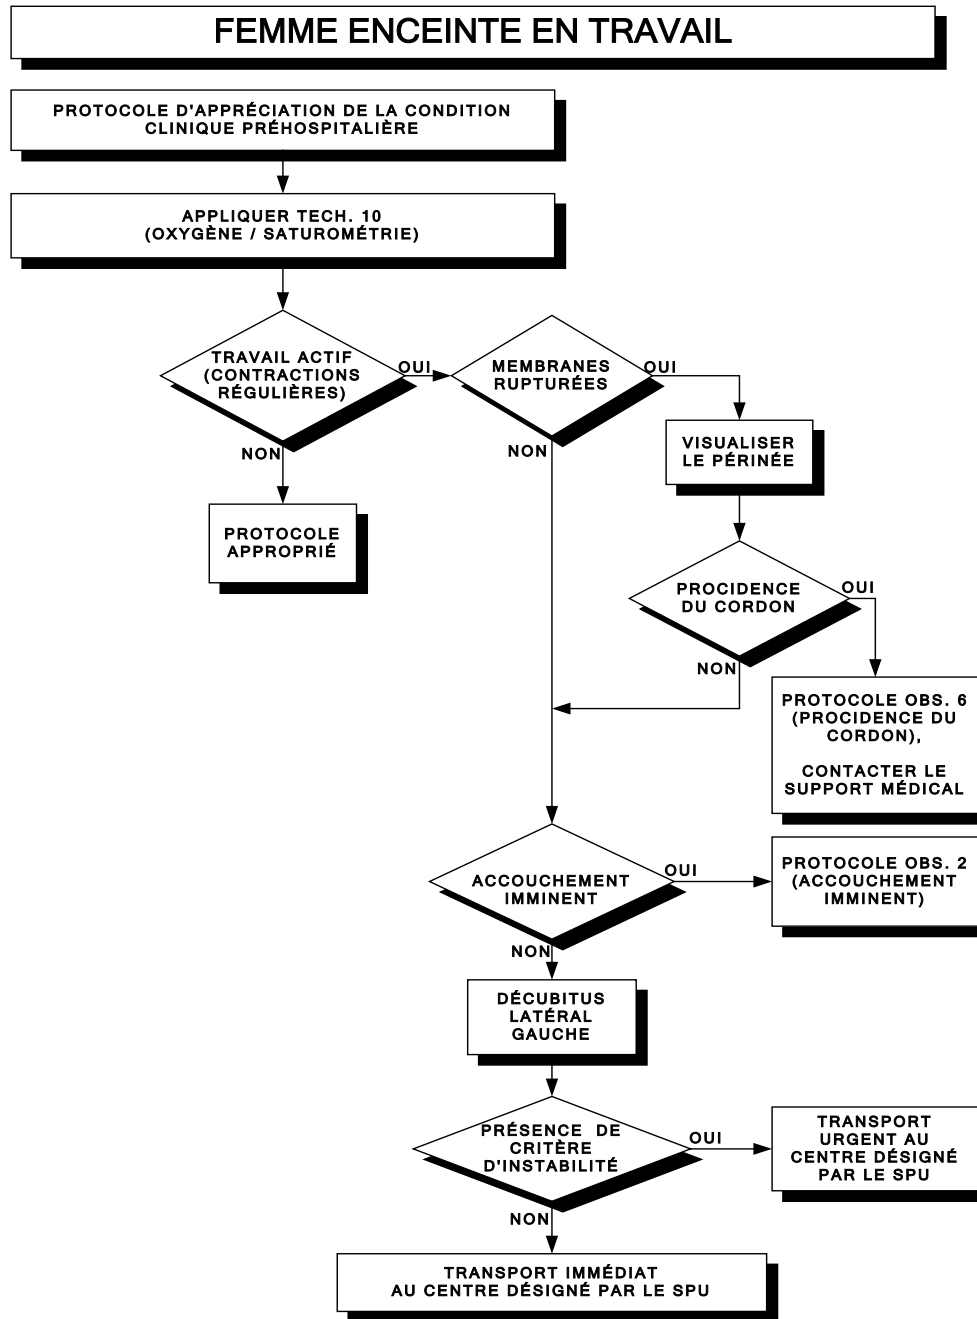 FEMME ENCEINTE EN TRAVAIL
PROTOCOLE D'APPRÉCIATION DE LA CONDITION
CLINIQUE PRÉHOSPITALIÈRE
APPLIQUER TECH. 10
(OXYGÈNE / SATUROMÉTRIE)
TRAVAIL ACTIF
(CONTRACTIONS
RÉGULIÈRES)
OUI
NON
PROTOCOLE
APPROPRIÉ
MEMBRANES
RUPTURÉES
OUI
NON
VISUALISER
LE PÉRINÉE
PROCIDENCE
DU CORDON
OUI
NON
PROTOCOLE OBS. 6
(PROCIDENCE DU
CORDON),
CONTACTER LE
SUPPORT MÉDICAL
ACCOUCHEMENT
IMMINENT
OUI
PROTOCOLE OBS. 2
(ACCOUCHEMENT
IMMINENT)
NON
DÉCUBITUS
LATÉRAL
GAUCHE
PRÉSENCE DE
CRITÈRE
D'INSTABILITÉ
OUI
TRANSPORT
URGENT AU
CENTRE DÉSIGNÉ
PAR LE SPU
NON
TRANSPORT IMMÉDIAT
AU CENTRE DÉSIGNÉ PAR LE SPU